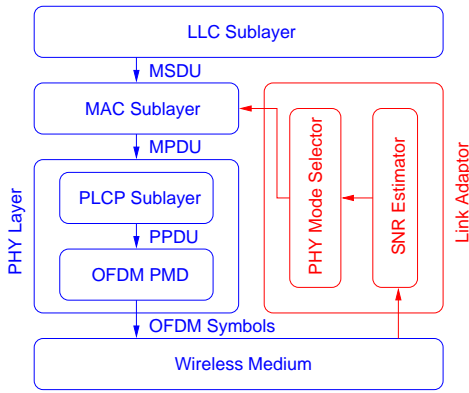 LLC Sublayer
MSDU
MAC Sublayer
MPDU
PHY Layer
PLCP Sublayer
PPDU
OFDM PMD
OFDM Symbols
Wireless Medium
PHY Mode Selector
SNR Estimator
Link Adaptor